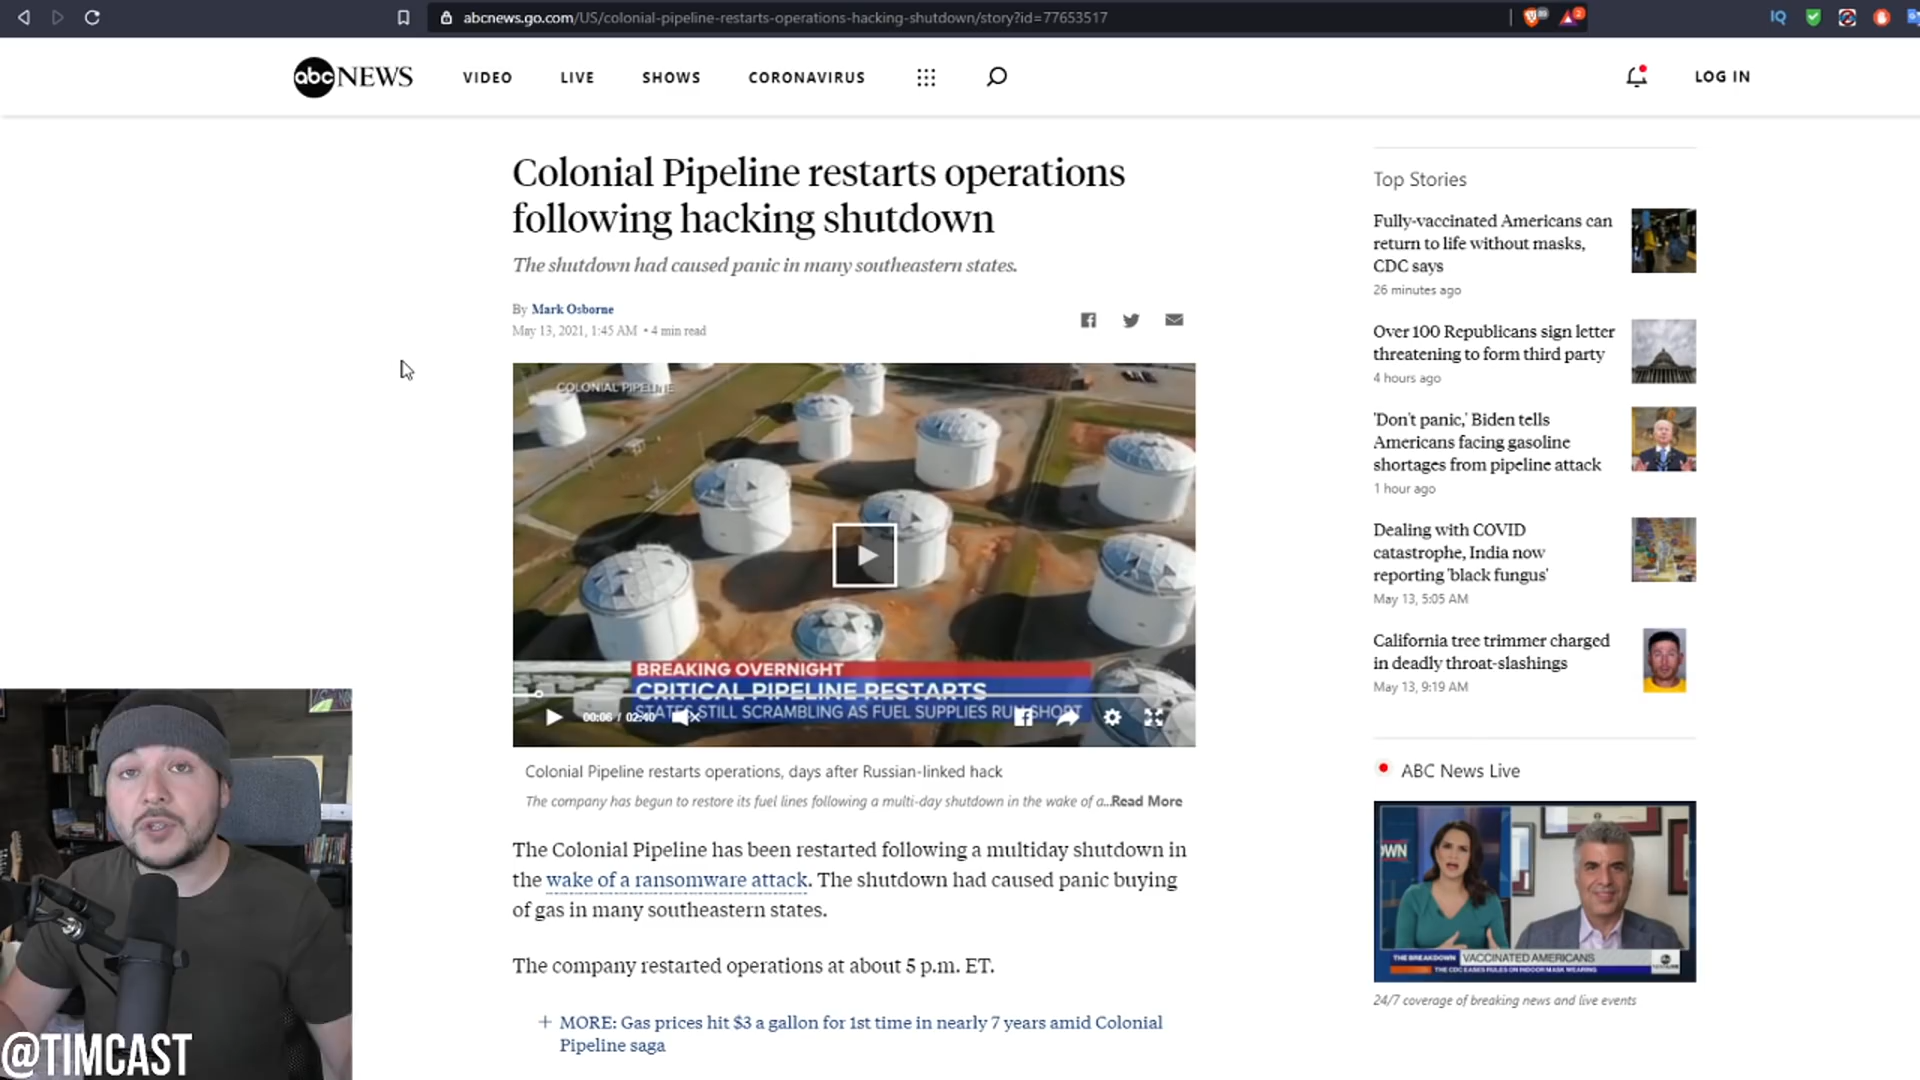 abcnews.go.com/US/colonial-pipeline-restarts-operations-hacking-shutdown/story?id=77653517
IQ
abc NEWS
VIDEO
LIVE
SHOWS
CORONAVIRUS
LOG IN
Colonial Pipeline restarts operations
following hacking shutdown
The shutdown had caused panic in many southeastern states.
By Mark Osborne
May 13, 2021, 1:45 AM • 4 min read
COLONIAL PIPELINE
BREAKING OVERNIGHT
CRITICAL PIPELINE RESTARTS
STATES STILL SCRAMBLING AS FUEL SUPPLIES RUN SHORT
00:06 / 02:40
Colonial Pipeline restarts operations, days after Russian-linked hack
The company has begun to restore its fuel lines following a multi-day shutdown in the wake of a...Read More
The Colonial Pipeline has been restarted following a multiday shutdown in
the wake of a ransomware attack. The shutdown had caused panic buying
of gas in many southeastern states.
The company restarted operations at about 5 p.m. ET.
+ MORE: Gas prices hit $3 a gallon for 1st time in nearly 7 years amid Colonial
Pipeline saga
Top Stories
Fully-vaccinated Americans can
return to life without masks,
CDC says
26 minutes ago
Over 100 Republicans sign letter
threatening to form third party
4 hours ago
'Don't panic,' Biden tells
Americans facing gasoline
shortages from pipeline attack
1 hour ago
Dealing with COVID
catastrophe, India now
reporting 'black fungus'
May 13, 5:05 AM
California tree trimmer charged
in deadly throat-slashings
May 13, 9:19 AM
ABC News Live
OWN
THE BREAKDOWN
VACCINATED AMERICANS
THE CDC EASES RULES ON INDOOR MASK WEARING
24/7 coverage of breaking news and live events
@TIMCAST